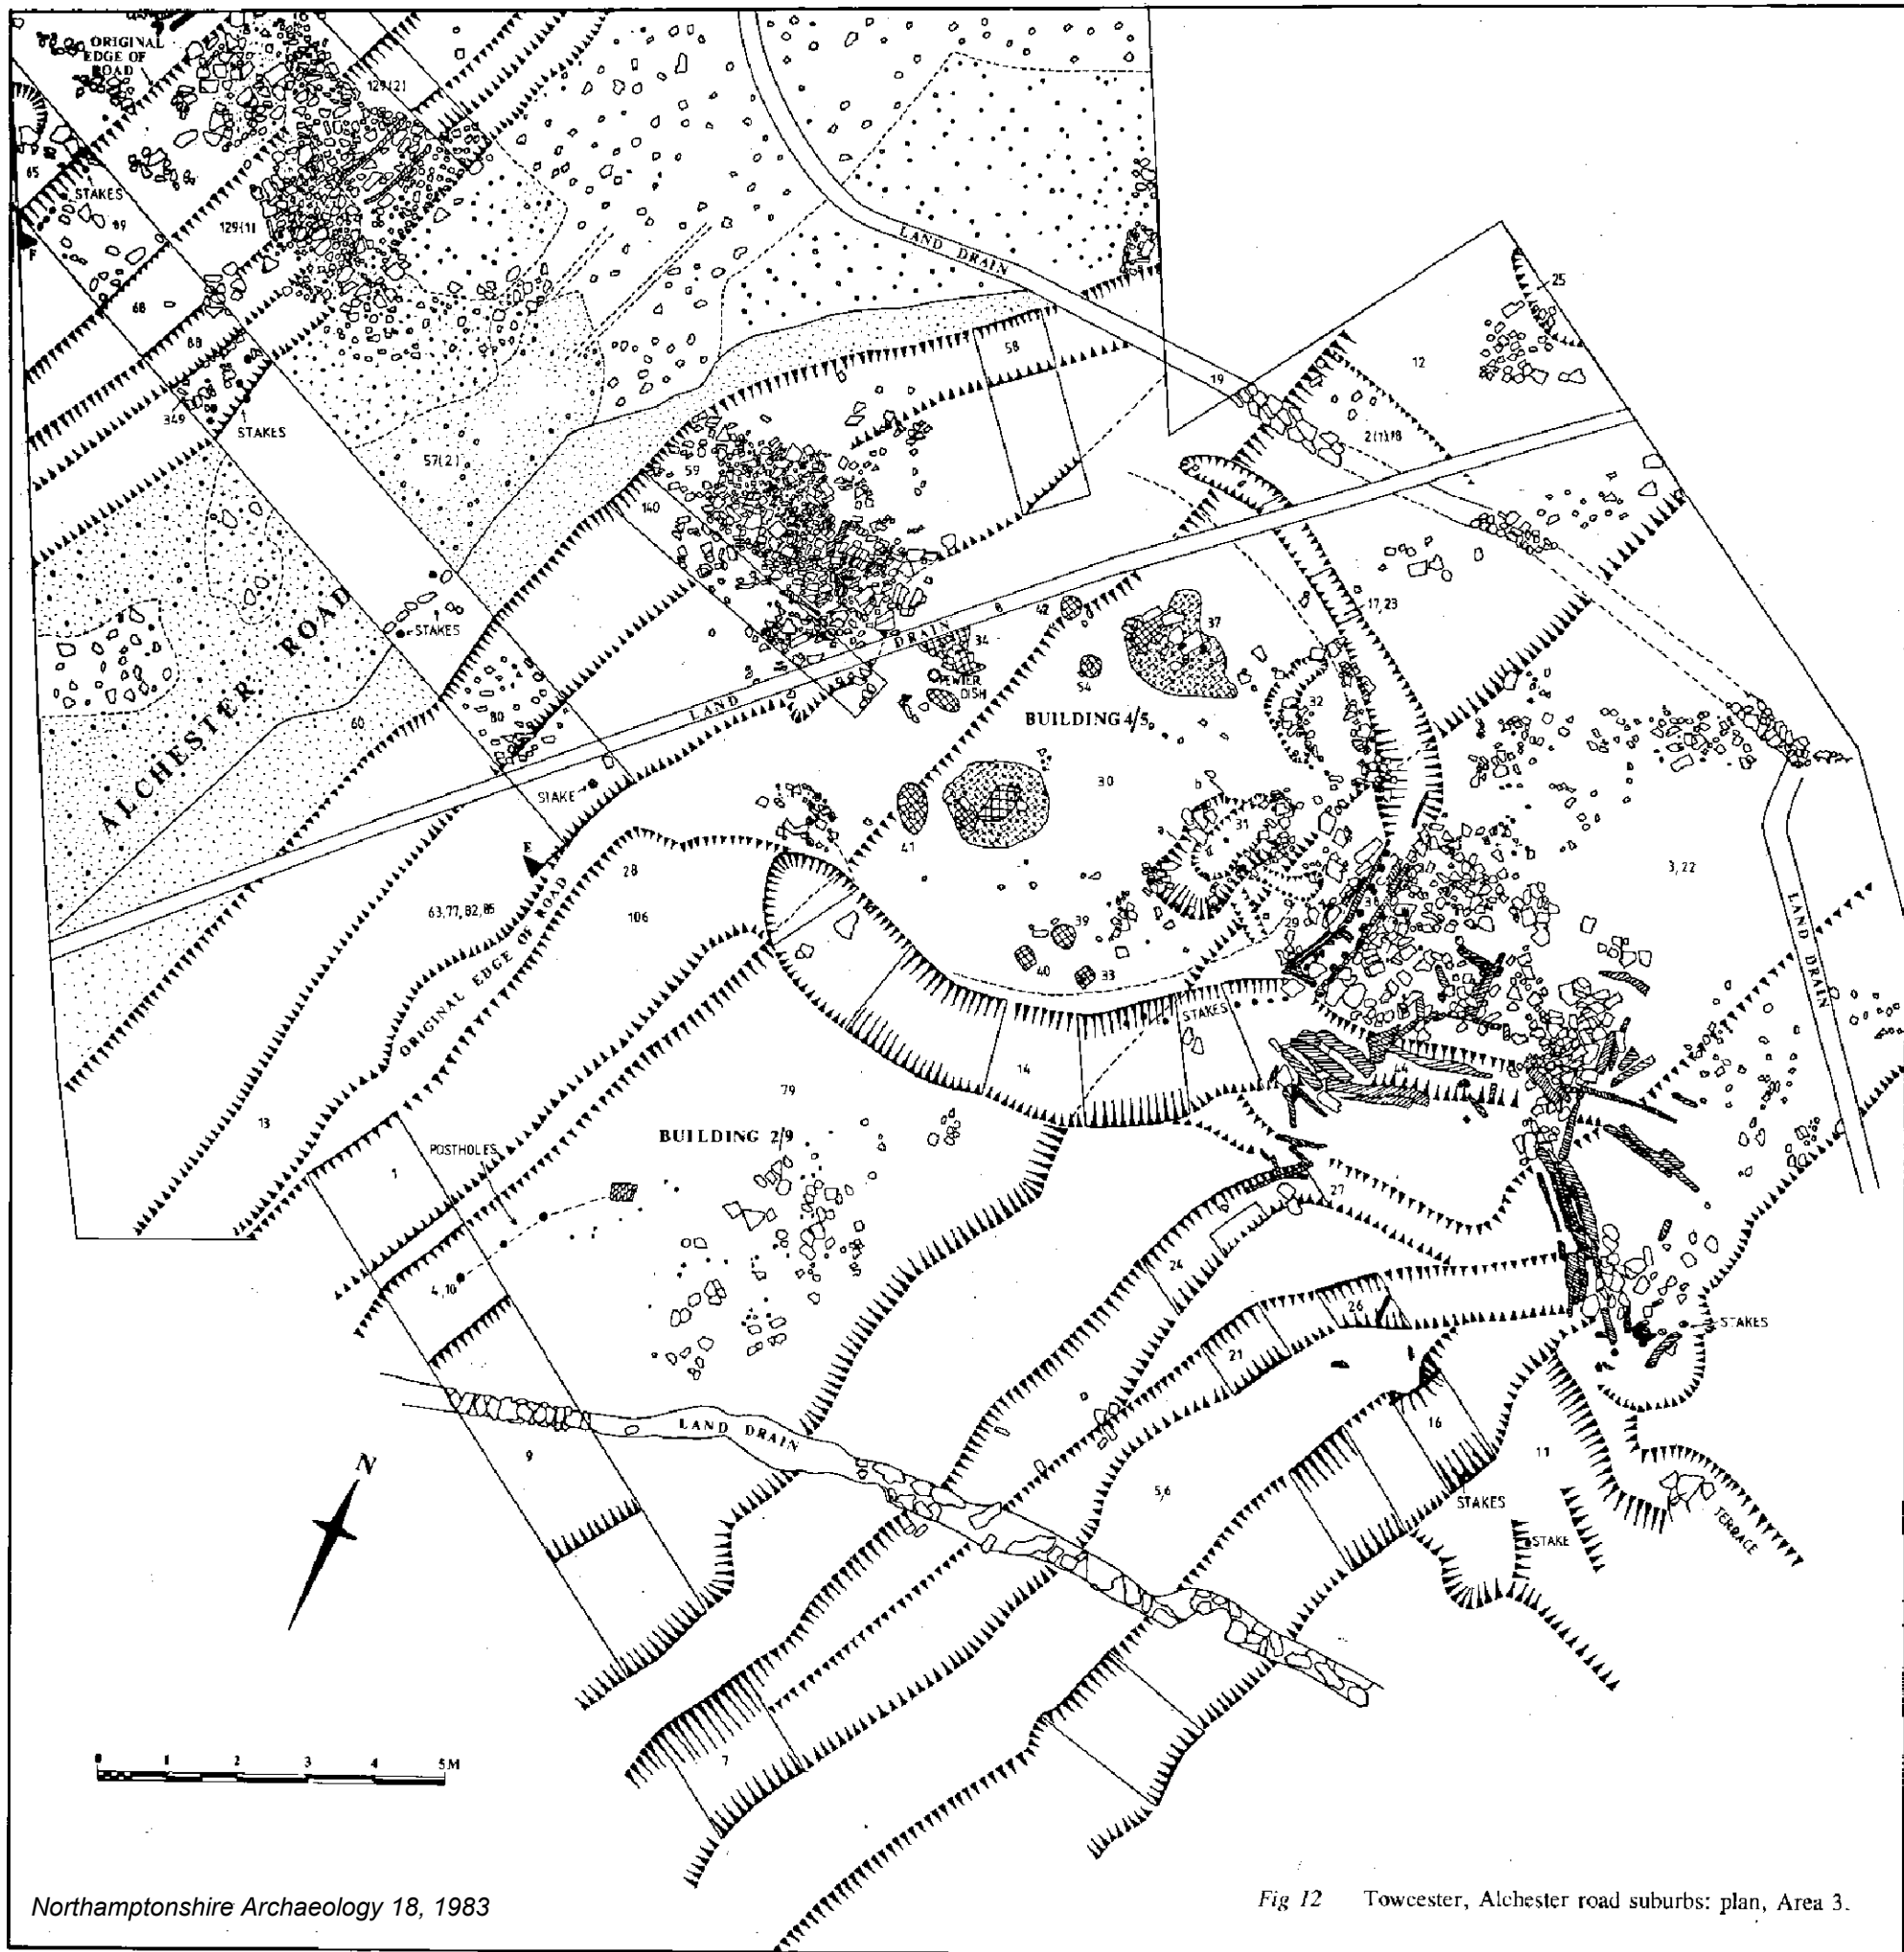 ORIGINAL
EDGE OF
ROAD
129(2)
65
STAKES
89
129(1)
F
68
88
349
STAKES
57(2)
LAND DRAIN
58
19
12
25
2(1),18
59
140
STAKES
ALCHESTER ROAD
60
80
STAKE
LAND DRAIN
8
42
34
PEWTER
DISH
54
37
17,23
32
BUILDING 4/5
30
b
31
a
41
E
28
63,77,82,85
106
ORIGINAL EDGE OF ROAD
39
40
33
29
36
3,22
LAND DRAIN
STAKES
14
44
79
13
BUILDING 2/9
POSTHOLES
1
4,10
27
24
26
21
STAKES
LAND DRAIN
9
16
11
5,6
STAKES
STAKE
TERRACE
N
7
0 1 2 3 4 5M
Northamptonshire Archaeology 18, 1983
Fig 12 Towcester, Alchester road suburbs: plan, Area 3.